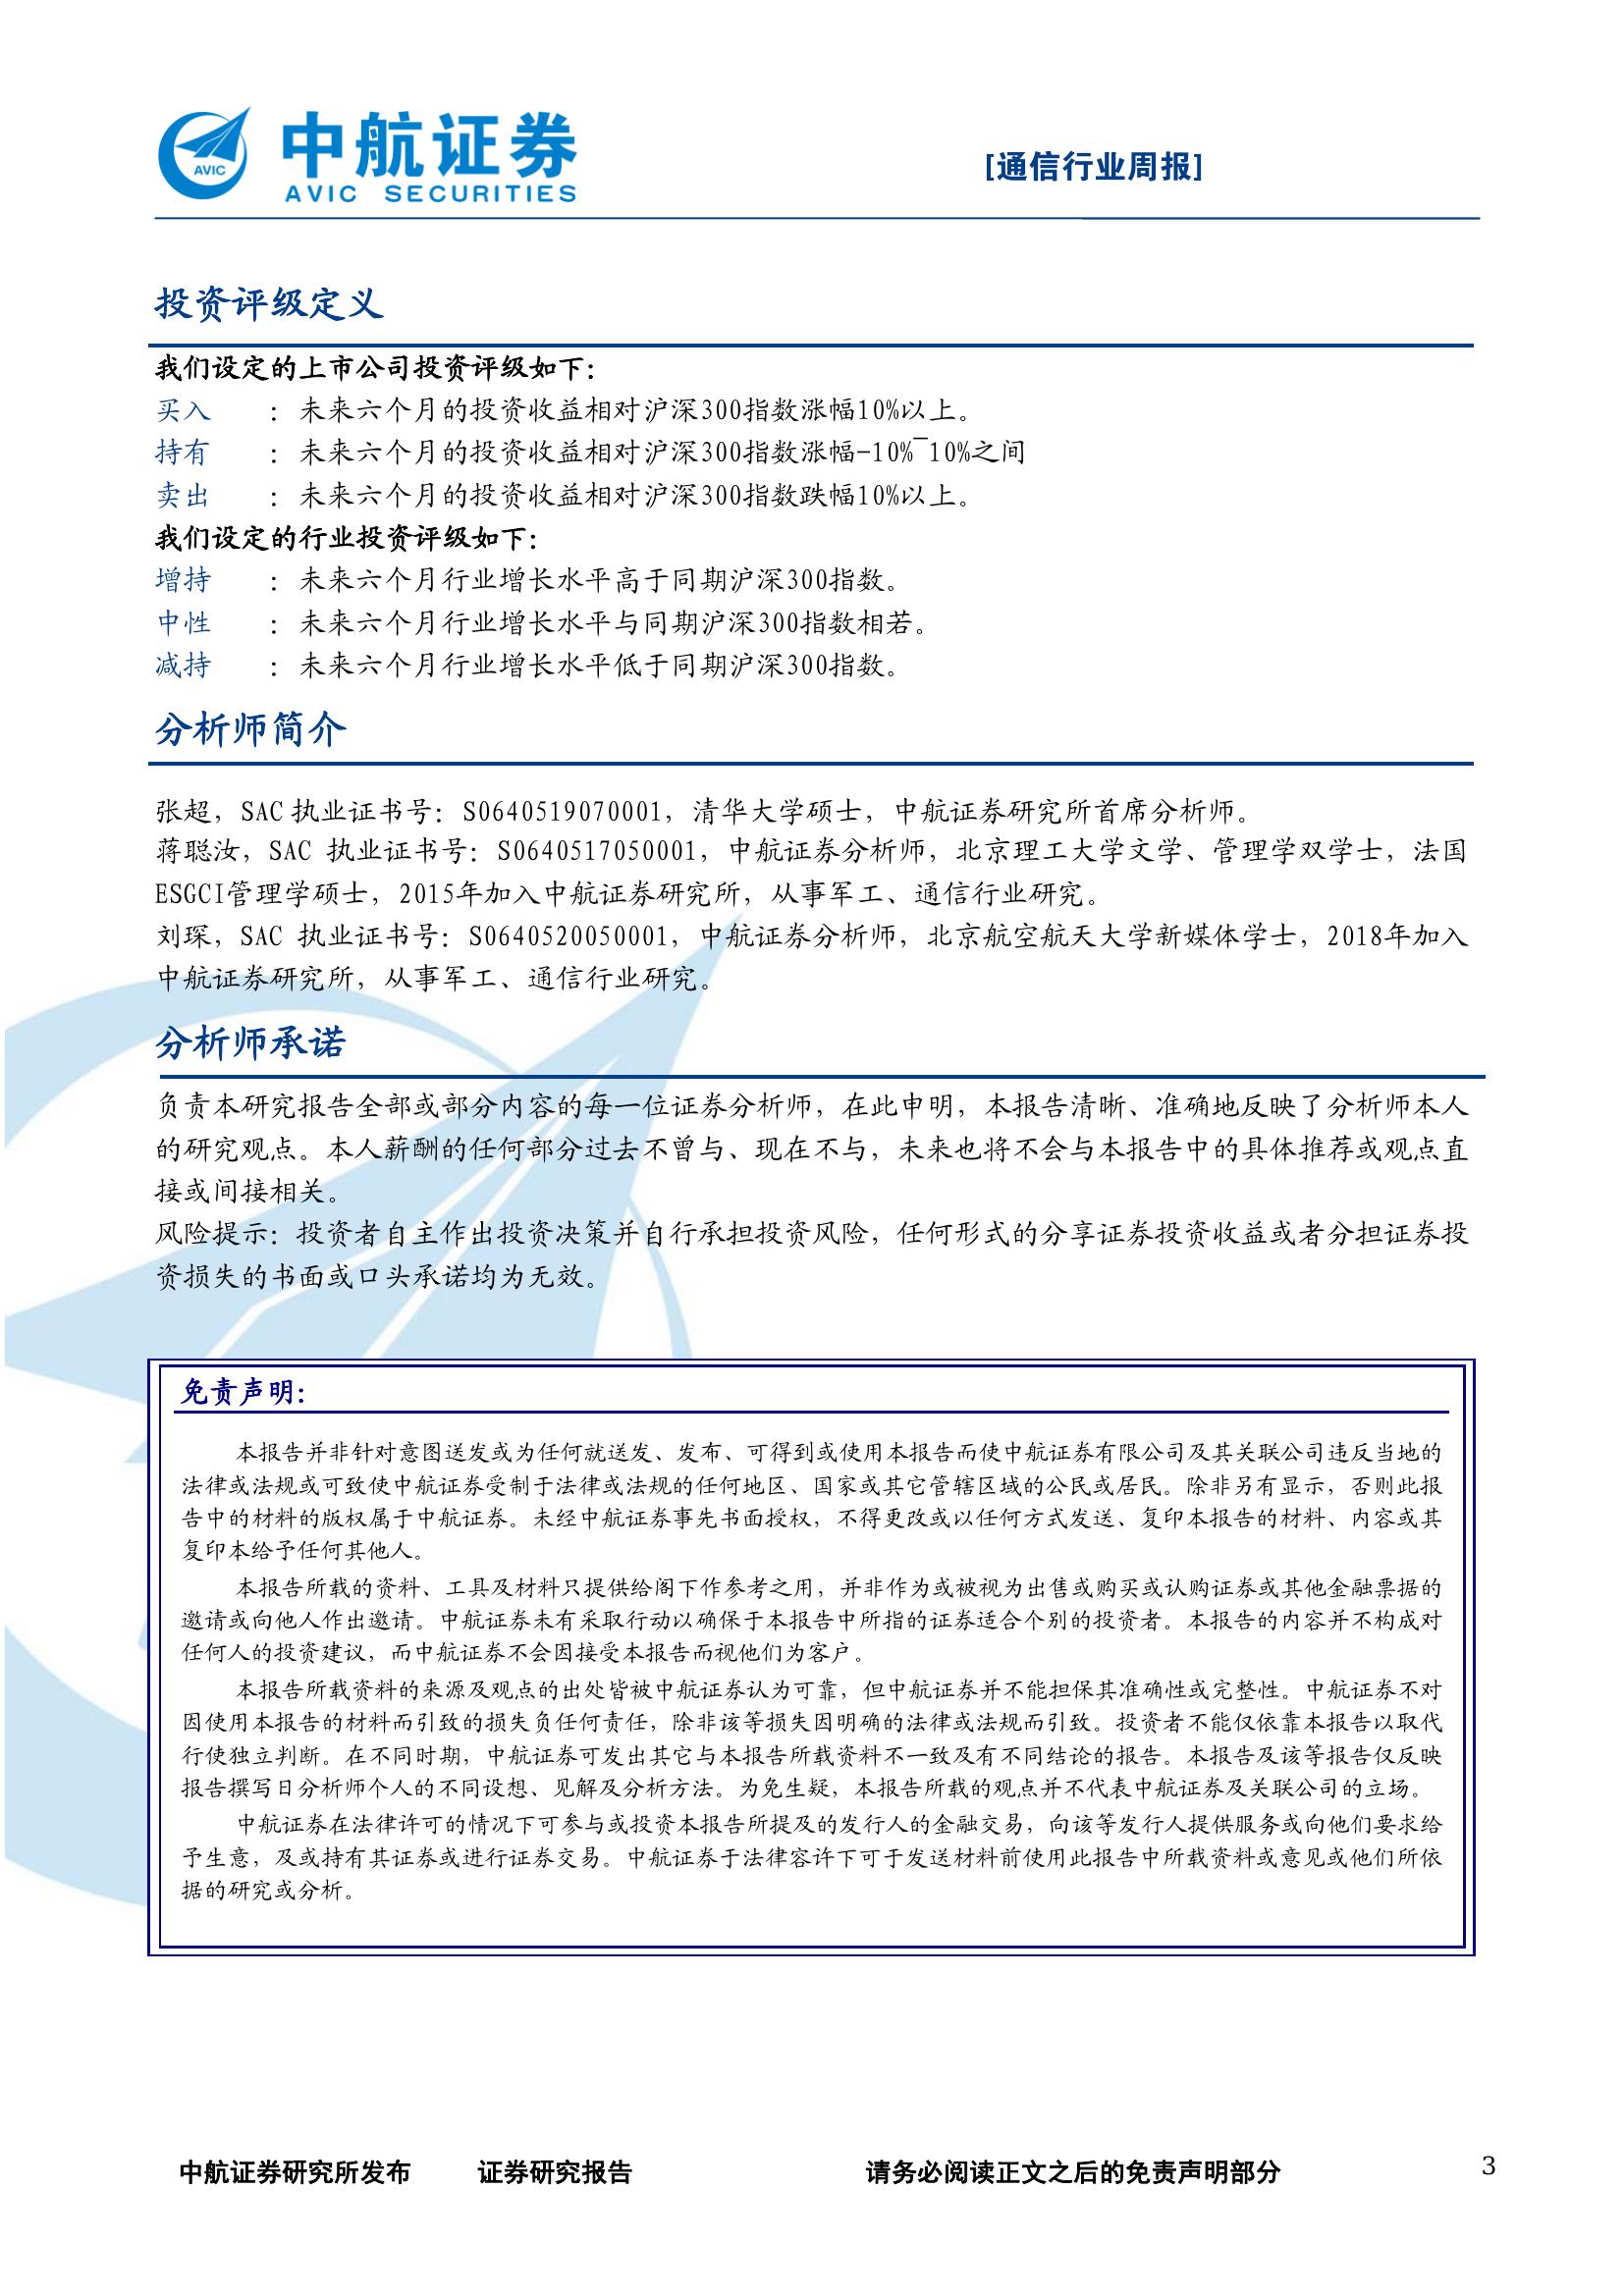 中航证券
AVIC
AVIC SECURITIES
[通信行业周报]
投资评级定义
我们设定的上市公司投资评级如下：
买入 ：未来六个月的投资收益相对沪深300指数涨幅10%以上。
持有 ：未来六个月的投资收益相对沪深300指数涨幅-10%‾10%之间
卖出 ：未来六个月的投资收益相对沪深300指数跌幅10%以上。
我们设定的行业投资评级如下：
增持 ：未来六个月行业增长水平高于同期沪深300指数。
中性 ：未来六个月行业增长水平与同期沪深300指数相若。
减持 ：未来六个月行业增长水平低于同期沪深300指数。
分析师简介
张超，SAC 执业证书号：S0640519070001，清华大学硕士，中航证券研究所首席分析师。
蒋聪汝，SAC 执业证书号：S0640517050001，中航证券分析师，北京理工大学文学、管理学双学士，法国
ESGCI管理学硕士，2015年加入中航证券研究所，从事军工、通信行业研究。
刘琛，SAC 执业证书号：S0640520050001，中航证券分析师，北京航空航天大学新媒体学士，2018年加入
中航证券研究所，从事军工、通信行业研究。
分析师承诺
负责本研究报告全部或部分内容的每一位证券分析师，在此申明，本报告清晰、准确地反映了分析师本人
的研究观点。本人薪酬的任何部分过去不曾与、现在不与，未来也将不会与本报告中的具体推荐或观点直
接或间接相关。
风险提示：投资者自主作出投资决策并自行承担投资风险，任何形式的分享证券投资收益或者分担证券投
资损失的书面或口头承诺均为无效。
免责声明：
本报告并非针对意图送发或为任何就送发、发布、可得到或使用本报告而使中航证券有限公司及其关联公司违反当地的
法律或法规或可致使中航证券受制于法律或法规的任何地区、国家或其它管辖区域的公民或居民。除非另有显示，否则此报
告中的材料的版权属于中航证券。未经中航证券事先书面授权，不得更改或以任何方式发送、复印本报告的材料、内容或其
复印本给予任何其他人。
本报告所载的资料、工具及材料只提供给阁下作参考之用，并非作为或被视为出售或购买或认购证券或其他金融票据的
邀请或向他人作出邀请。中航证券未有采取行动以确保于本报告中所指的证券适合个别的投资者。本报告的内容并不构成对
任何人的投资建议，而中航证券不会因接受本报告而视他们为客户。
本报告所载资料的来源及观点的出处皆被中航证券认为可靠，但中航证券并不能担保其准确性或完整性。中航证券不对
因使用本报告的材料而引致的损失负任何责任，除非该等损失因明确的法律或法规而引致。投资者不能仅依靠本报告以取代
行使独立判断。在不同时期，中航证券可发出其它与本报告所载资料不一致及有不同结论的报告。本报告及该等报告仅反映
报告撰写日分析师个人的不同设想、见解及分析方法。为免生疑，本报告所载的观点并不代表中航证券及关联公司的立场。
中航证券在法律许可的情况下可参与或投资本报告所提及的发行人的金融交易，向该等发行人提供服务或向他们要求给
予生意，及或持有其证券或进行证券交易。中航证券于法律容许下可于发送材料前使用此报告中所载资料或意见或他们所依
据的研究或分析。
中航证券研究所发布 证券研究报告 请务必阅读正文之后的免责声明部分 3